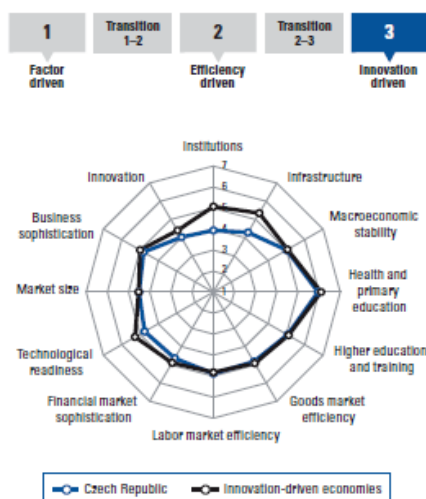 1
Transition
1–2
2
Transition
2–3
3
Factor
driven
Efficiency
driven
Innovation
driven
Institutions
Infrastructure
Macroeconomic
stability
Health and
primary
education
Higher education
and training
Goods market
efficiency
Labor market efficiency
Financial market
sophistication
Technological
readiness
Market size
Business
sophistication
Innovation
7
6
5
4
3
2
1
Czech Republic
Innovation-driven economies